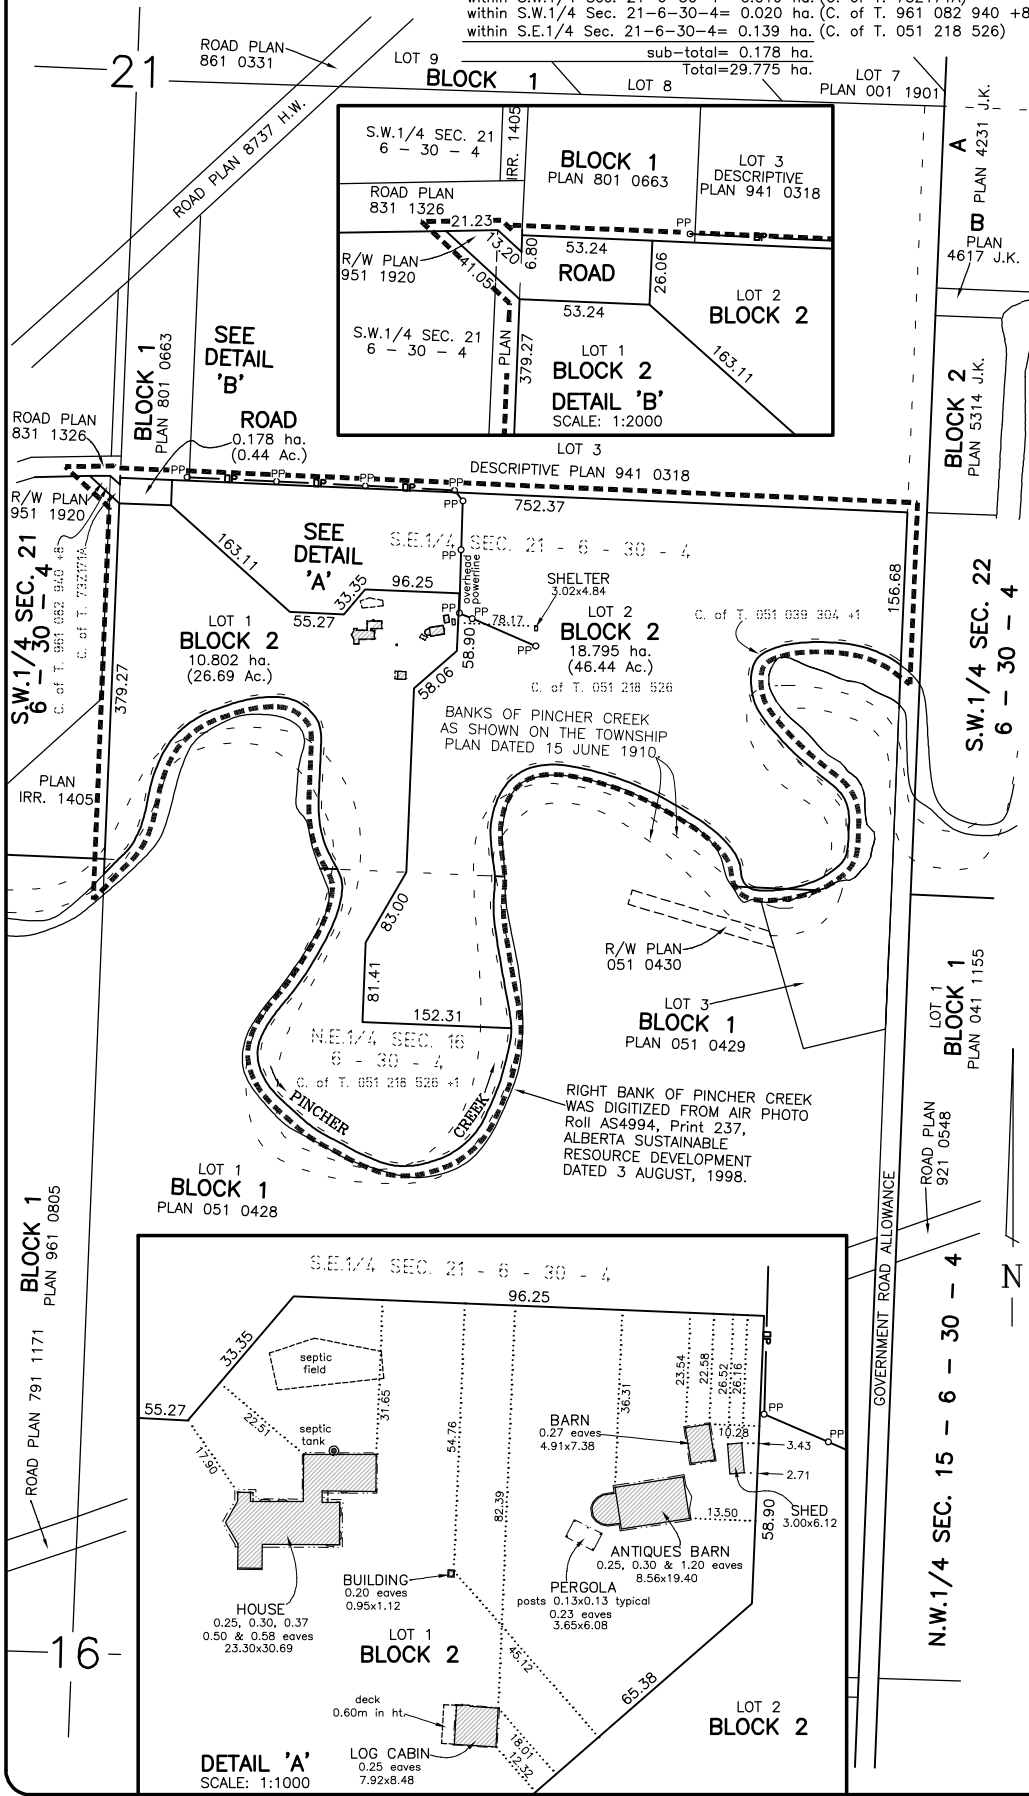 within S.W.1/4 Sec. 21-6-30-4= 0.020 ha. (C. of T. 961 082 940 +8
within S.E.1/4 Sec. 21-6-30-4= 0.139 ha. (C. of T. 051 218 526)
sub-total= 0.178 ha.
Total=29.775 ha.
21
ROAD PLAN
861 0331
LOT 9
BLOCK 1
LOT 8
LOT 7
PLAN 001 1901
ROAD PLAN 8737 H.W.
A
PLAN 4231 J.K.
B
PLAN
4617 J.K.
S.W.1/4 SEC. 21
6 - 30 - 4
IRR. 1405
BLOCK 1
PLAN 801 0663
LOT 3
DESCRIPTIVE
PLAN 941 0318
ROAD PLAN
831 1326
21.23
PP
13.20
6.80
53.24
R/W PLAN
951 1920
41.05
ROAD
26.06
53.24
LOT 2
BLOCK 2
S.W.1/4 SEC. 21
6 - 30 - 4
PLAN
379.27
LOT 1
BLOCK 2
163.11
DETAIL 'B'
SCALE: 1:2000
BLOCK 1
PLAN 801 0663
SEE
DETAIL
'B'
BLOCK 2
PLAN 5314 J.K.
ROAD PLAN
831 1326
ROAD
0.178 ha.
(0.44 Ac.)
LOT 3
DESCRIPTIVE PLAN 941 0318
PP
PP
PP
PP
PP
752.37
R/W PLAN
951 1920
163.11
SEE
DETAIL
'A'
S.E.1/4 SEC. 21 - 6 - 30 - 4
PP
overhead
powerline
156.68
S.W.1/4 SEC. 21
6 - 30 - 4
C. of T. 961 082 940 +8
C. of T. 732171A
S.W.1/4 SEC. 22
6 - 30 - 4
33.35
96.25
55.27
SHELTER
3.02x4.84
PP
PP
78.17
PP
58.90
58.06
LOT 1
BLOCK 2
10.802 ha.
(26.69 Ac.)
LOT 2
BLOCK 2
18.795 ha.
(46.44 Ac.)
C. of T. 051 218 526
C. of T. 051 039 304 +1
379.27
BANKS OF PINCHER CREEK
AS SHOWN ON THE TOWNSHIP
PLAN DATED 15 JUNE 1910
PLAN
IRR. 1405
83.00
81.41
152.31
R/W PLAN
051 0430
LOT 3
BLOCK 1
PLAN 051 0429
LOT 1
BLOCK 1
PLAN 041 1155
N.E.1/4 SEC. 16
6 - 30 - 4
C. of T. 051 218 526 +1
PINCHER
CREEK
RIGHT BANK OF PINCHER CREEK
WAS DIGITIZED FROM AIR PHOTO
Roll AS4994, Print 237,
ALBERTA SUSTAINABLE
RESOURCE DEVELOPMENT
DATED 3 AUGUST, 1998.
LOT 1
BLOCK 1
PLAN 051 0428
BLOCK 1
PLAN 961 0805
ROAD PLAN
921 0548
GOVERNMENT ROAD ALLOWANCE
N
N.W.1/4 SEC. 15 - 6 - 30 - 4
ROAD PLAN 791 1171
16
S.E.1/4 SEC. 21 - 6 - 30 - 4
96.25
33.35
55.27
septic
field
septic
tank
22.51
17.90
31.65
54.76
82.39
36.31
23.54
22.58
26.52
26.16
PP
PP
BARN
0.27 eaves
4.91x7.38
10.28
3.43
2.71
13.50
58.90
SHED
3.00x6.12
ANTIQUES BARN
0.25, 0.30 & 1.20 eaves
8.56x19.40
PERGOLA
posts 0.13x0.13 typical
0.23 eaves
3.65x6.08
BUILDING
0.20 eaves
0.95x1.12
HOUSE
0.25, 0.30, 0.37
0.50 & 0.58 eaves
23.30x30.69
LOT 1
BLOCK 2
45.12
65.38
deck
0.60m in ht.
LOG CABIN
0.25 eaves
7.92x8.48
18.01
12.32
LOT 2
BLOCK 2
DETAIL 'A'
SCALE: 1:1000